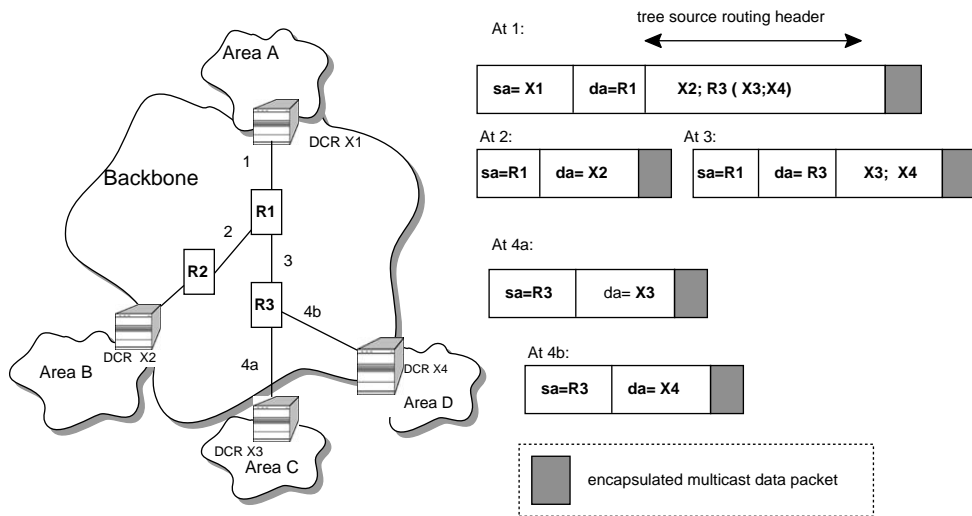 Area A
DCR X1
1
Backbone
R1
2
3
R2
R3
4b
DCR X2
4a
DCR X4
Area B
Area D
DCR X3
Area C
tree source routing header
At 1:
sa= X1 da=R1 X2; R3 ( X3;X4)
At 2:
sa=R1 da= X2
At 3:
sa=R1 da= R3 X3; X4
At 4a:
sa=R3 da= X3
At 4b:
sa=R3 da= X4
encapsulated multicast data packet